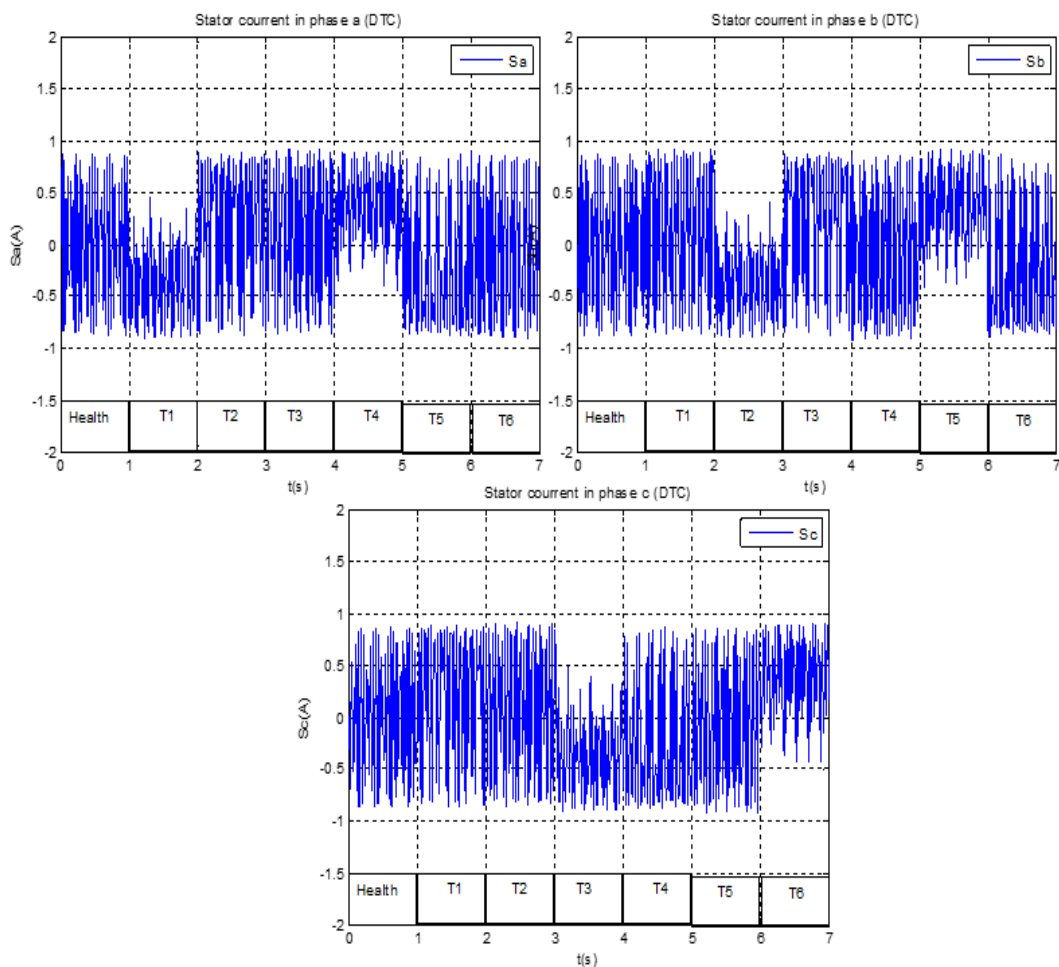 Stator courrent in phase a (DTC)
Sa
Sa(A)
2
1.5
1
0.5
0
-0.5
-1
-1.5
-2
Health T1 T2 T3 T4 T5 T6
0 1 2 3 4 5 6 7
t(s)
Stator courrent in phase b (DTC)
Sb
2
1.5
1
0.5
0
-0.5
-1
-1.5
-2
Health T1 T2 T3 T4 T5 T6
0 1 2 3 4 5 6 7
t(s)
Stator courrent in phase c (DTC)
Sc
Sc(A)
2
1.5
1
0.5
0
-0.5
-1
-1.5
-2
Health T1 T2 T3 T4 T5 T6
0 1 2 3 4 5 6 7
t(s)